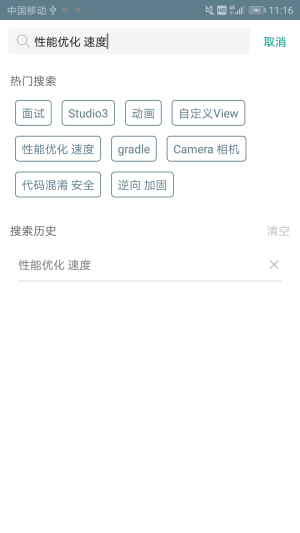 中国移动 11:16
性能优化 速度 取消
热门搜索
面试 Studio3 动画 自定义View
性能优化 速度 gradle Camera 相机
代码混淆 安全 逆向 加固
搜索历史 清空
性能优化 速度